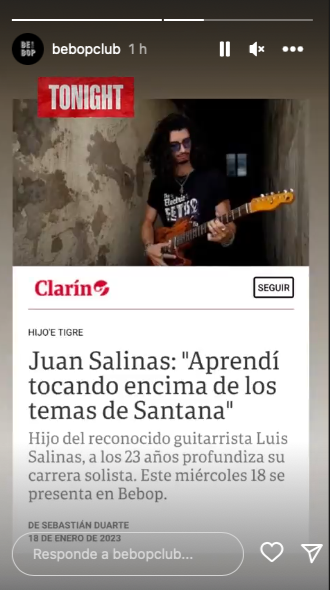 BE BOP
bebopclub 1 h
TONIGHT
The
Electric
Clarín
SEGUIR
HIJO'E TIGRE
Juan Salinas: "Aprendí
tocando encima de los
temas de Santana"
Hijo del reconocido guitarrista Luis
Salinas, a los 23 años profundiza su
carrera solista. Este miércoles 18 se
presenta en Bebop.
DE SEBASTIÁN DUARTE
18 DE ENERO DE 2023
Responde a bebopclub...